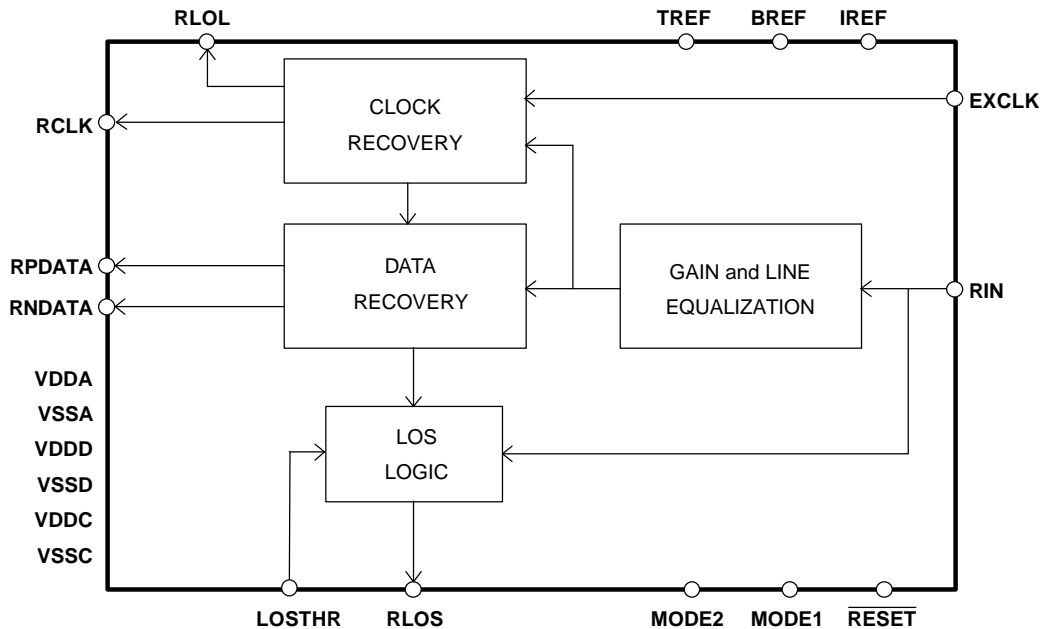 RLOL
TREF
BREF
IREF
CLOCK
RECOVERY
EXCLK
RCLK
RPDATA
DATA
RECOVERY
GAIN and LINE
EQUALIZATION
RIN
RNDATA
VDDA
VSSA
VDDD
VSSD
VDDC
VSSC
LOS
LOGIC
LOSTHR
RLOS
MODE2
MODE1
RESET